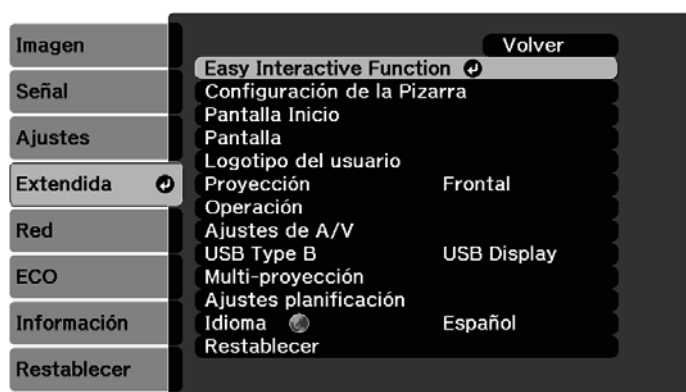 Imagen
Señal
Ajustes
Extendida
Red
ECO
Información
Restablecer
Volver
Easy Interactive Function
Configuración de la Pizarra
Pantalla Inicio
Pantalla
Logotipo del usuario
Proyección Frontal
Operación
Ajustes de A/V
USB Type B USB Display
Multi-proyección
Ajustes planificación
Idioma Español
Restablecer